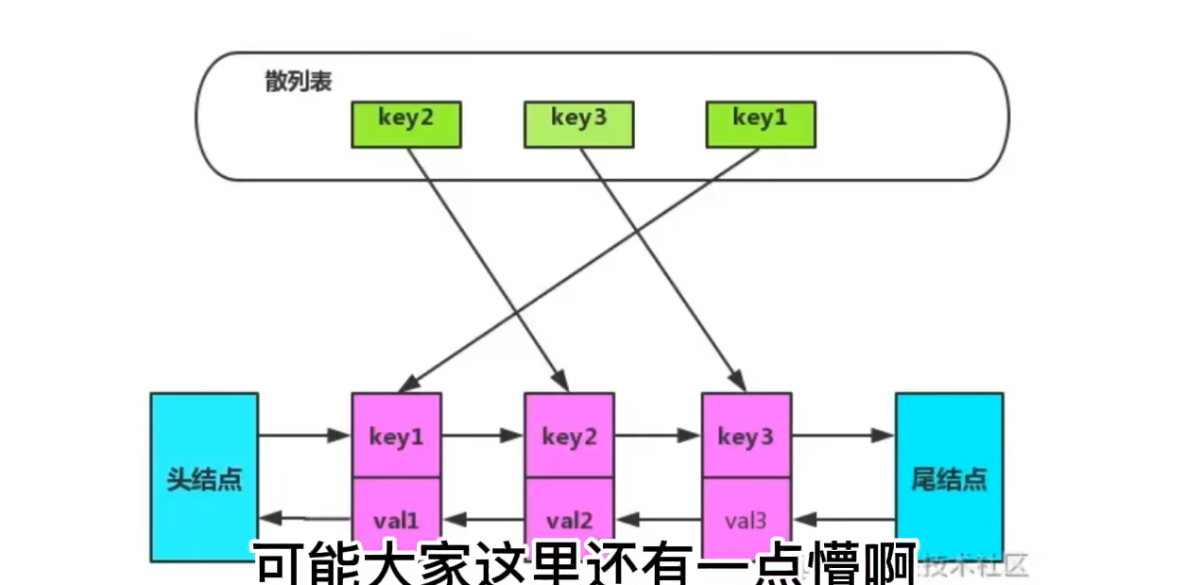 散列表
key2 key3 key1
key1 key2 key3
头结点 尾结点
val1 val2 val3
可能大家这里还有一点懵啊
技术社区